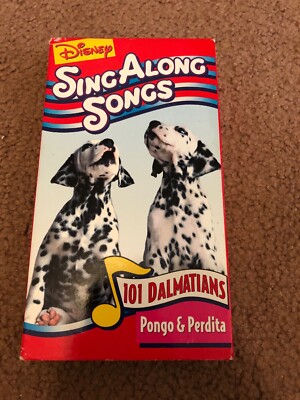 Disney
Sing Along
Songs
101 Dalmatians
Pongo & Perdita